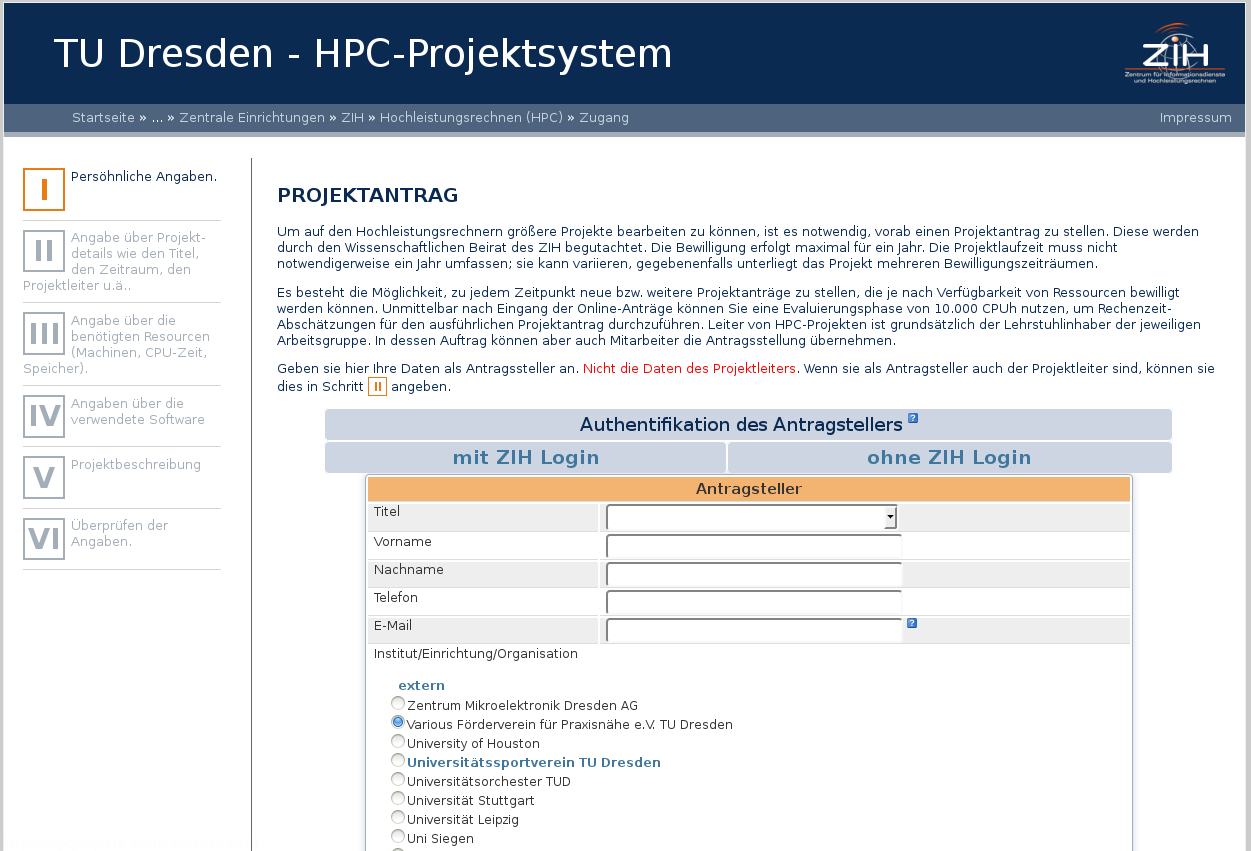 TU Dresden - HPC-Projektsystem
ZIH
Zentrum für Informationsdienste
und Hochleistungsrechnen
Startseite » ... » Zentrale Einrichtungen » ZIH » Hochleistungsrechnen (HPC) » Zugang
Impressum
I
Persöhnliche Angaben.
II
Angabe über Projekt-
details wie den Titel,
den Zeitraum, den
Projektleiter u.ä..
III
Angabe über die
benötigten Resourcen
(Machinen, CPU-Zeit,
Speicher).
IV
Angaben über die
verwendete Software
V
Projektbeschreibung
VI
Überprüfen der
Angaben.
PROJEKTANTRAG
Um auf den Hochleistungsrechnern größere Projekte bearbeiten zu können, ist es notwendig, vorab einen Projektantrag zu stellen. Diese werden
durch den Wissenschaftlichen Beirat des ZIH begutachtet. Die Bewilligung erfolgt maximal für ein Jahr. Die Projektlaufzeit muss nicht
notwendigerweise ein Jahr umfassen; sie kann variieren, gegebenenfalls unterliegt das Projekt mehreren Bewilligungszeiträumen.
Es besteht die Möglichkeit, zu jedem Zeitpunkt neue bzw. weitere Projektanträge zu stellen, die je nach Verfügbarkeit von Ressourcen bewilligt
werden können. Unmittelbar nach Eingang der Online-Anträge können Sie eine Evaluierungsphase von 10.000 CPUh nutzen, um Rechenzeit-
Abschätzungen für den ausführlichen Projektantrag durchzuführen. Leiter von HPC-Projekten ist grundsätzlich der Lehrstuhlinhaber der jeweiligen
Arbeitsgruppe. In dessen Auftrag können aber auch Mitarbeiter die Antragsstellung übernehmen.
Geben sie hier Ihre Daten als Antragssteller an. Nicht die Daten des Projektleiters. Wenn sie als Antragsteller auch der Projektleiter sind, können sie
dies in Schritt II angeben.
Authentifikation des Antragstellers ?
mit ZIH Login
ohne ZIH Login
Antragsteller
Titel
Vorname
Nachname
Telefon
E-Mail
?
Institut/Einrichtung/Organisation
extern
Zentrum Mikroelektronik Dresden AG
Various Förderverein für Praxisnähe e.V. TU Dresden
University of Houston
Universitätssportverein TU Dresden
Universitätsorchester TUD
Universität Stuttgart
Universität Leipzig
Uni Siegen